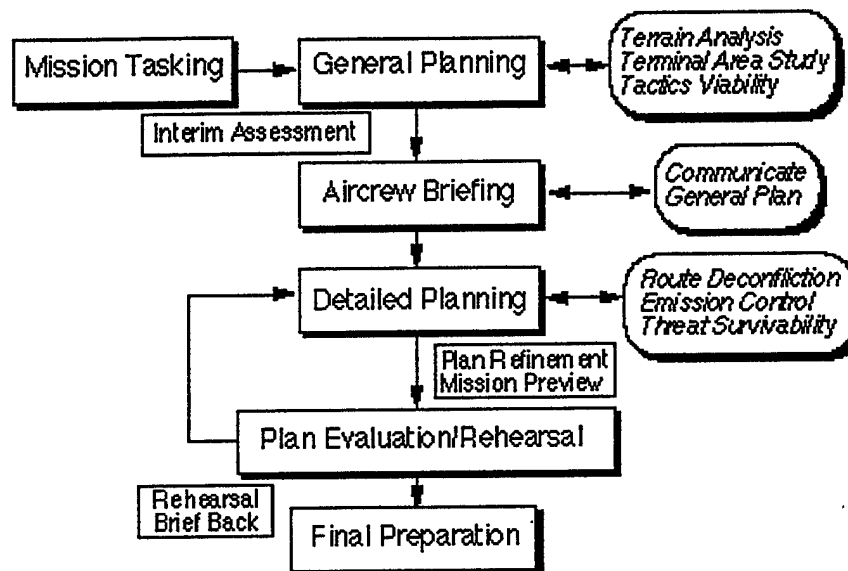 Mission Tasking
General Planning
Terrain Analysis
Terminal Area Study
Tactics Viability
Interim Assessment
Aircrew Briefing
Communicate
General Plan
Detailed Planning
Route Deconfliction
Emission Control
Threat Survivability
Plan Refinement
Mission Preview
Plan Evaluation/Rehearsal
Rehearsal
Brief Back
Final Preparation